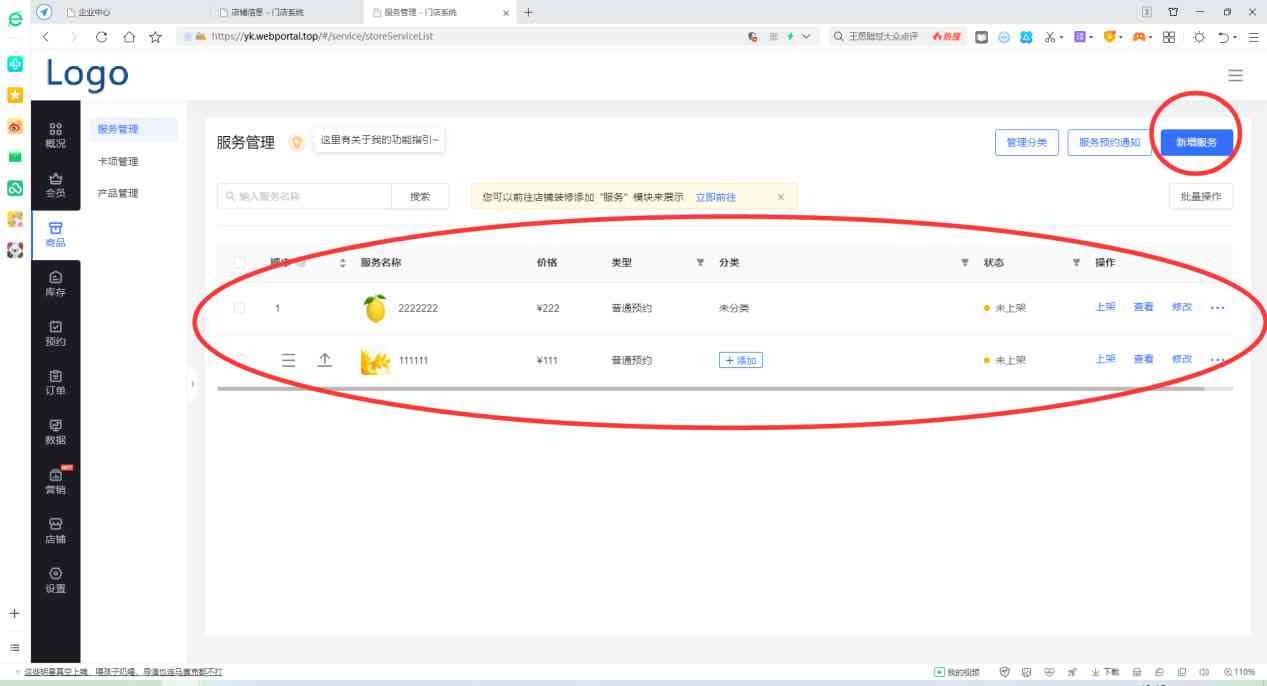 企业中心
店铺信息 - 门店系统
服务管理 - 门店系统
https://yk.webportal.top/#/service/storeServiceList
王思聪怼大众点评
热搜
Logo
概况
会员
商品
库存
预约
订单
数据
营销
HOT
店铺
设置
服务管理
卡项管理
产品管理
服务管理
这里有关于我的功能指引~
管理分类
服务预约通知
新增服务
输入服务名称
搜索
您可以前往店铺装修添加“服务”模块来展示 立即前往
批量操作
服务名称 价格 类型 分类 状态 操作
1 2222222 ¥222 普通预约 未分类 未上架 上架 查看 修改 ...
111111 ¥111 普通预约 + 添加 未上架 上架 查看 修改 ...
我的视频
下载
110%